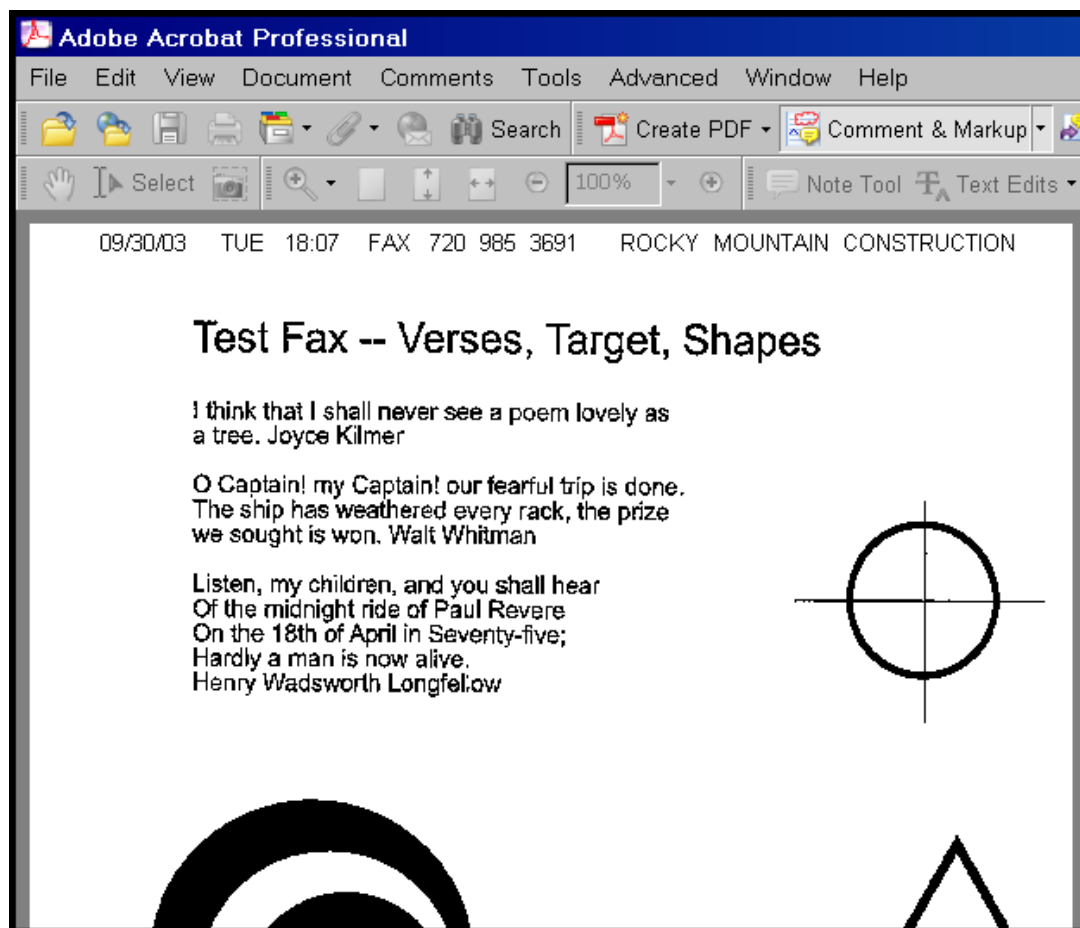 Adobe Acrobat Professional
File Edit View Document Comments Tools Advanced Window Help
Search Create PDF Comment & Markup
Select 100% Note Tool Text Edits
09/30/03 TUE 18:07 FAX 720 985 3691 ROCKY MOUNTAIN CONSTRUCTION
Test Fax -- Verses, Target, Shapes
I think that I shall never see a poem lovely as
a tree. Joyce Kilmer
O Captain! my Captain! our fearful trip is done.
The ship has weathered every rack, the prize
we sought is won. Walt Whitman
Listen, my children, and you shall hear
Of the midnight ride of Paul Revere
On the 18th of April in Seventy-five;
Hardly a man is now alive.
Henry Wadsworth Longfellow